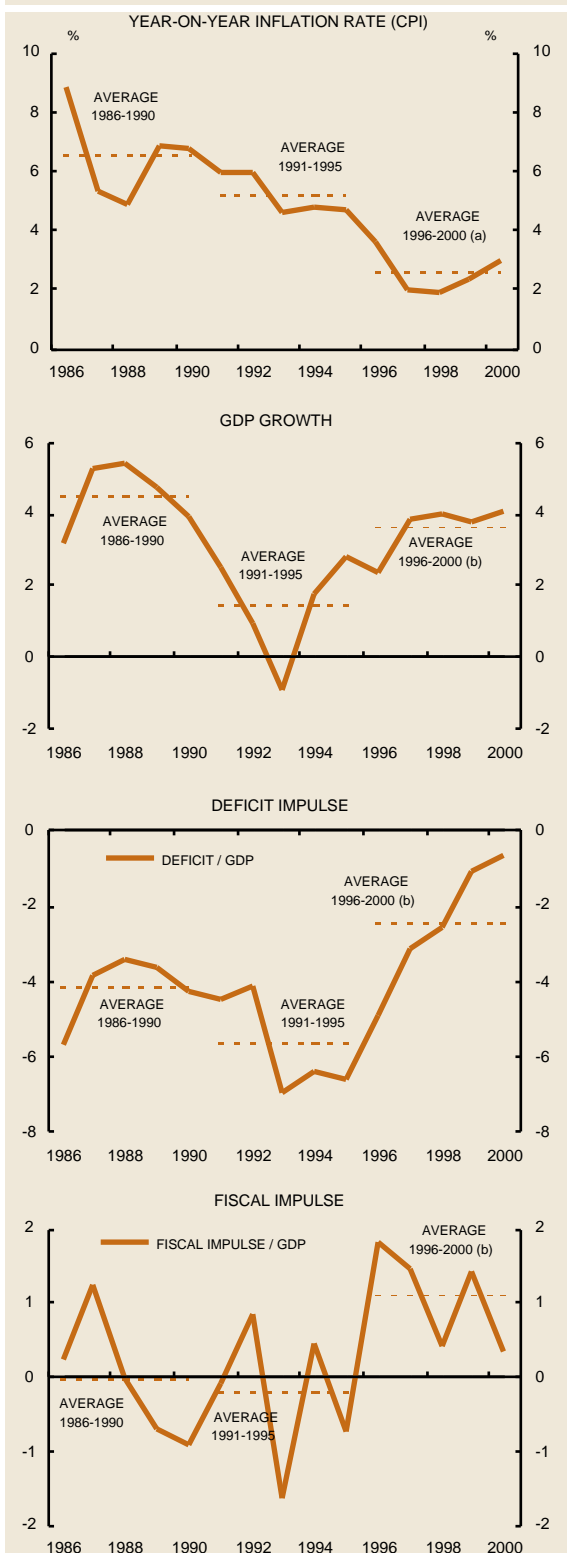 YEAR-ON-YEAR INFLATION RATE (CPI)
% %
10 10
AVERAGE
1986-1990
8 8
AVERAGE
1991-1995
6 6
AVERAGE
1996-2000 (a)
4 4
2 2
0 0
1986 1988 1990 1992 1994 1996 1998 2000
GDP GROWTH
6 6
4 4
AVERAGE
1986-1990
AVERAGE
1991-1995
AVERAGE
1996-2000 (b)
2 2
0 0
-2 -2
1986 1988 1990 1992 1994 1996 1998 2000
DEFICIT IMPULSE
0 0
DEFICIT / GDP
AVERAGE
1996-2000 (b)
-2 -2
-4 -4
AVERAGE
1986-1990
AVERAGE
1991-1995
-6 -6
-8 -8
1986 1988 1990 1992 1994 1996 1998 2000
FISCAL IMPULSE
2 2
FISCAL IMPULSE / GDP
AVERAGE
1996-2000 (b)
1 1
0 0
AVERAGE
1986-1990
AVERAGE
1991-1995
-1 -1
-2 -2
1986 1988 1990 1992 1994 1996 1998 2000